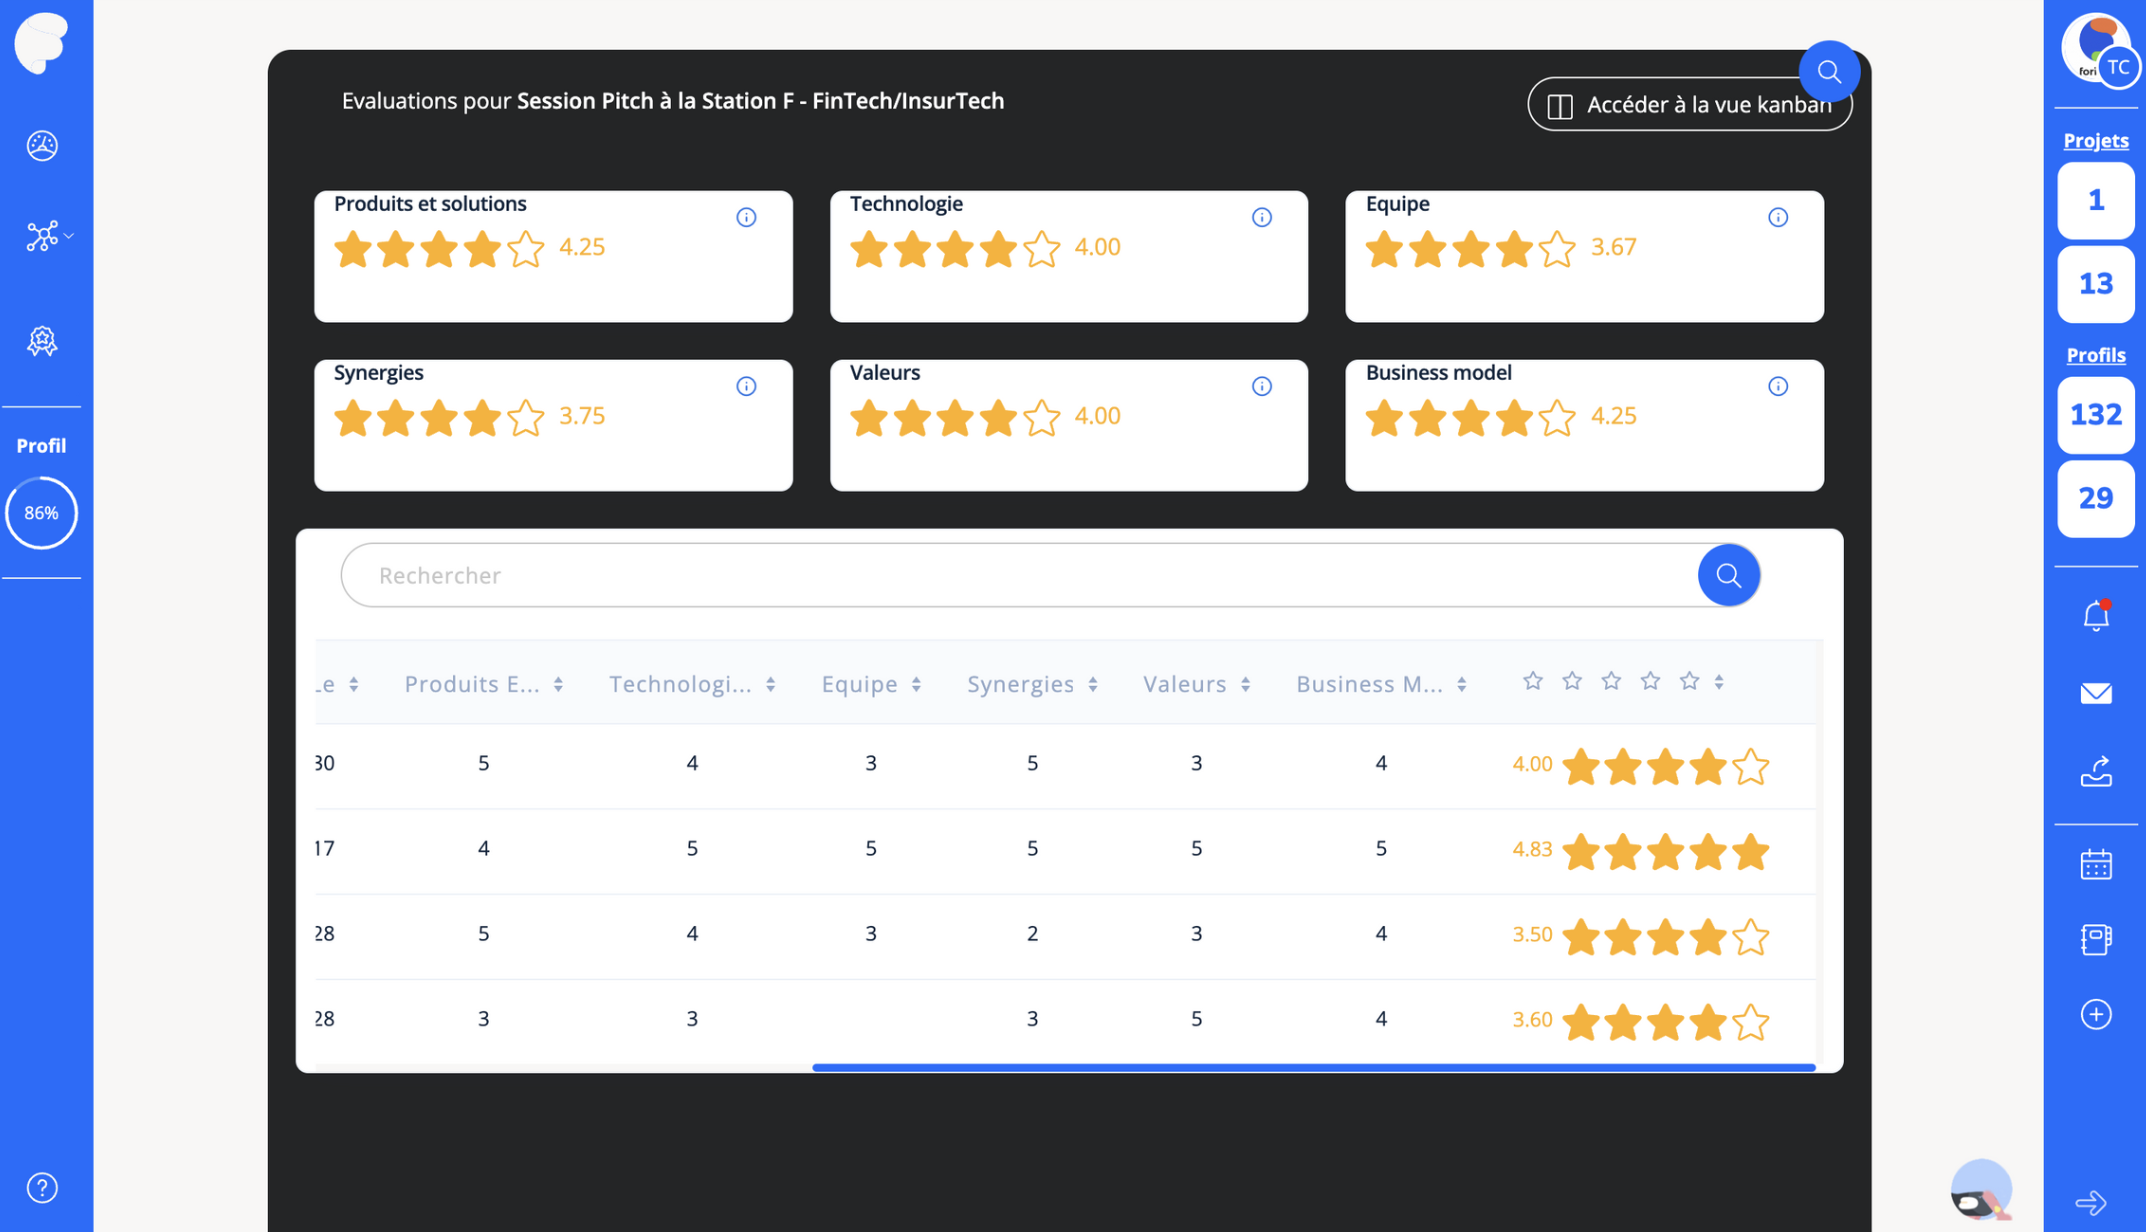 fori
TC
Evaluations pour Session Pitch à la Station F - FinTech/InsurTech
Accéder à la vue kanban
Projets
1
13
Profils
132
29
Profil
86%
Produits et solutions
4.25
Technologie
4.00
Equipe
3.67
Synergies
3.75
Valeurs
4.00
Business model
4.25
Rechercher
Le Produits E... Technologi... Equipe Synergies Valeurs Business M...
30 5 4 3 5 3 4 4.00
17 4 5 5 5 5 5 4.83
28 5 4 3 2 3 4 3.50
28 3 3 3 5 4 3.60
?